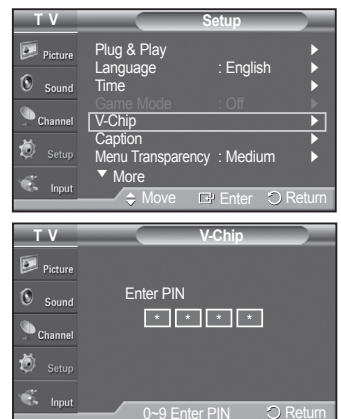 T V Setup
Picture
Sound
Channel
Setup
Input
Plug & Play
Language : English
Time
Game Mode : Off
V-Chip
Caption
Menu Transparency : Medium
▼ More
Move Enter Return
T V V-Chip
Picture
Sound
Channel
Setup
Input
Enter PIN
* * * *
0~9 Enter PIN Return